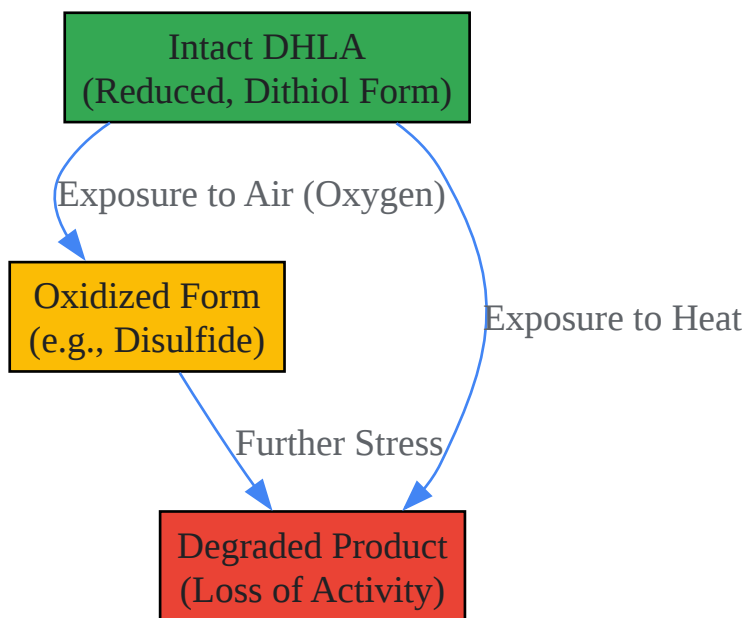 Intact DHLA
(Reduced, Dithiol Form)
Exposure to Air (Oxygen)
Oxidized Form
(e.g., Disulfide)
Exposure to Heat
Further Stress
Degraded Product
(Loss of Activity)